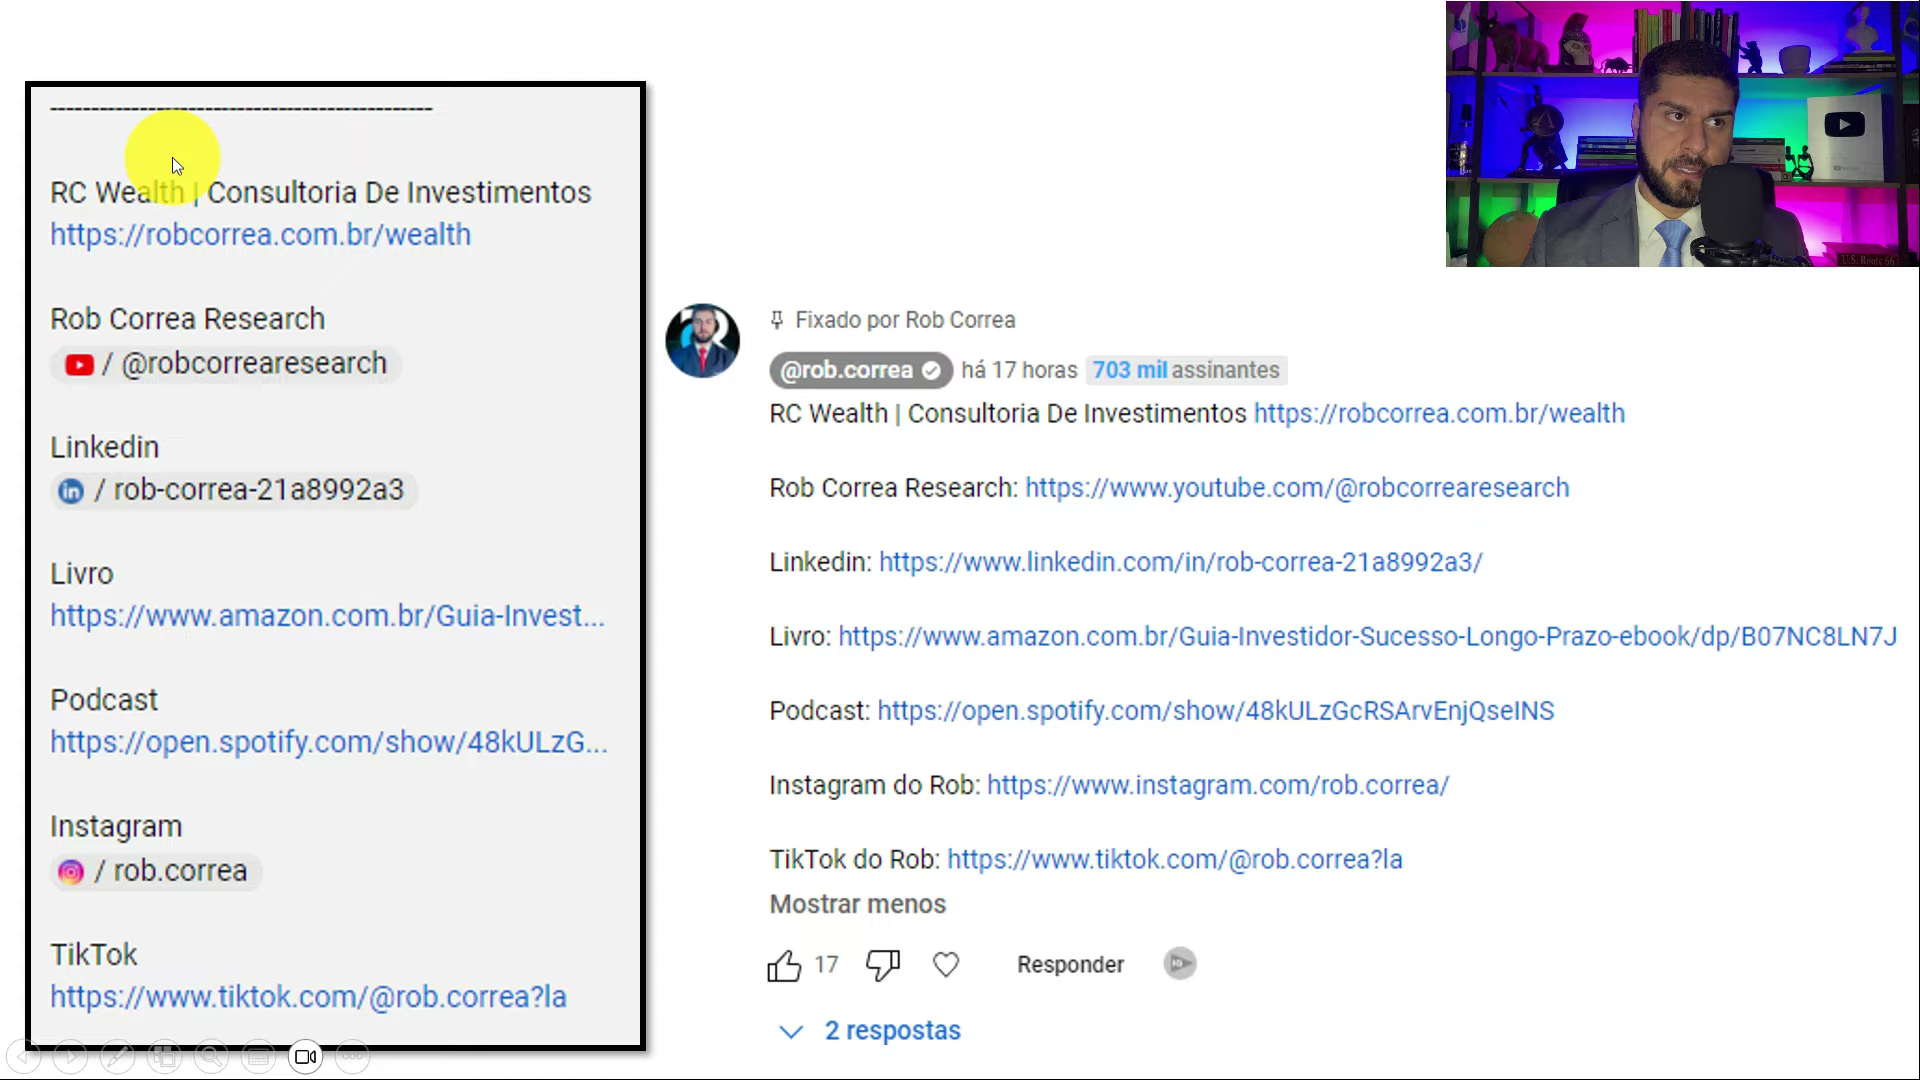 ------------------------------------------------
RC Wealth | Consultoria De Investimentos
https://robcorrea.com.br/wealth
Rob Correa Research
/ @robcorrearesearch
Linkedin
/ rob-correa-21a8992a3
Livro
https://www.amazon.com.br/Guia-Invest...
Podcast
https://open.spotify.com/show/48kULzG...
Instagram
/ rob.correa
TikTok
https://www.tiktok.com/@rob.correa?la
Fixado por Rob Correa
@rob.correa há 17 horas 703 mil assinantes
RC Wealth | Consultoria De Investimentos https://robcorrea.com.br/wealth
Rob Correa Research: https://www.youtube.com/@robcorrearesearch
Linkedin: https://www.linkedin.com/in/rob-correa-21a8992a3/
Livro: https://www.amazon.com.br/Guia-Investidor-Sucesso-Longo-Prazo-ebook/dp/B07NC8LN7J
Podcast: https://open.spotify.com/show/48kULzGcRSArvEnjQseINS
Instagram do Rob: https://www.instagram.com/rob.correa/
TikTok do Rob: https://www.tiktok.com/@rob.correa?la
Mostrar menos
17
Responder
2 respostas
U.S. Route 66